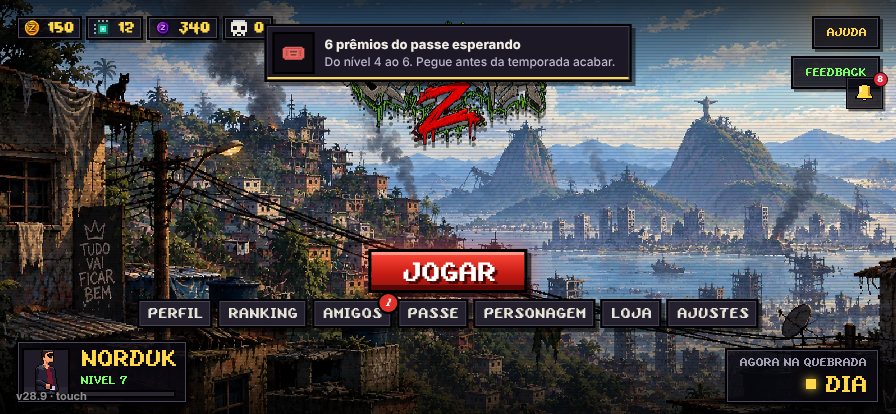 150
12
340
0
6 prêmios do passe esperando
Do nível 4 ao 6. Pegue antes da temporada acabar.
AJUDA
FEEDBACK
8
Z
TUDO
VAI
FICAR
BEM
JOGAR
PERFIL
RANKING
AMIGOS
PASSE
PERSONAGEM
LOJA
AJUSTES
NORDUK
NIVEL 7
v28.9 · touch
AGORA NA QUEBRADA
DIA